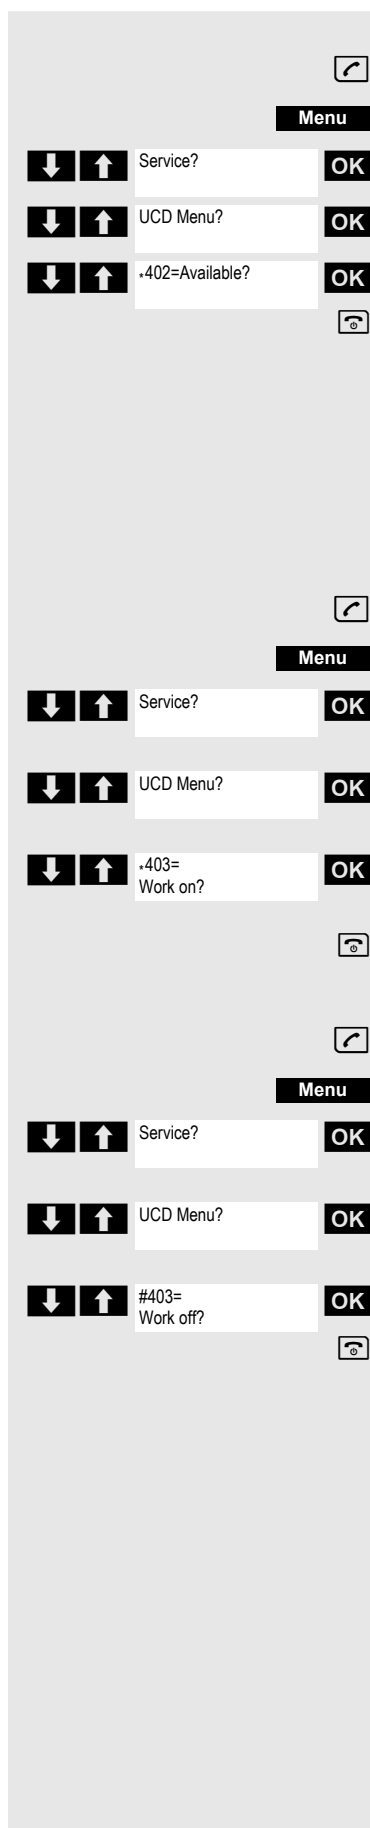 Menu
Service? OK
UCD Menu? OK
*402=Available? OK
Menu
Service? OK
UCD Menu? OK
*403= OK
Work on?
Menu
Service? OK
UCD Menu? OK
#403= OK
Work off?